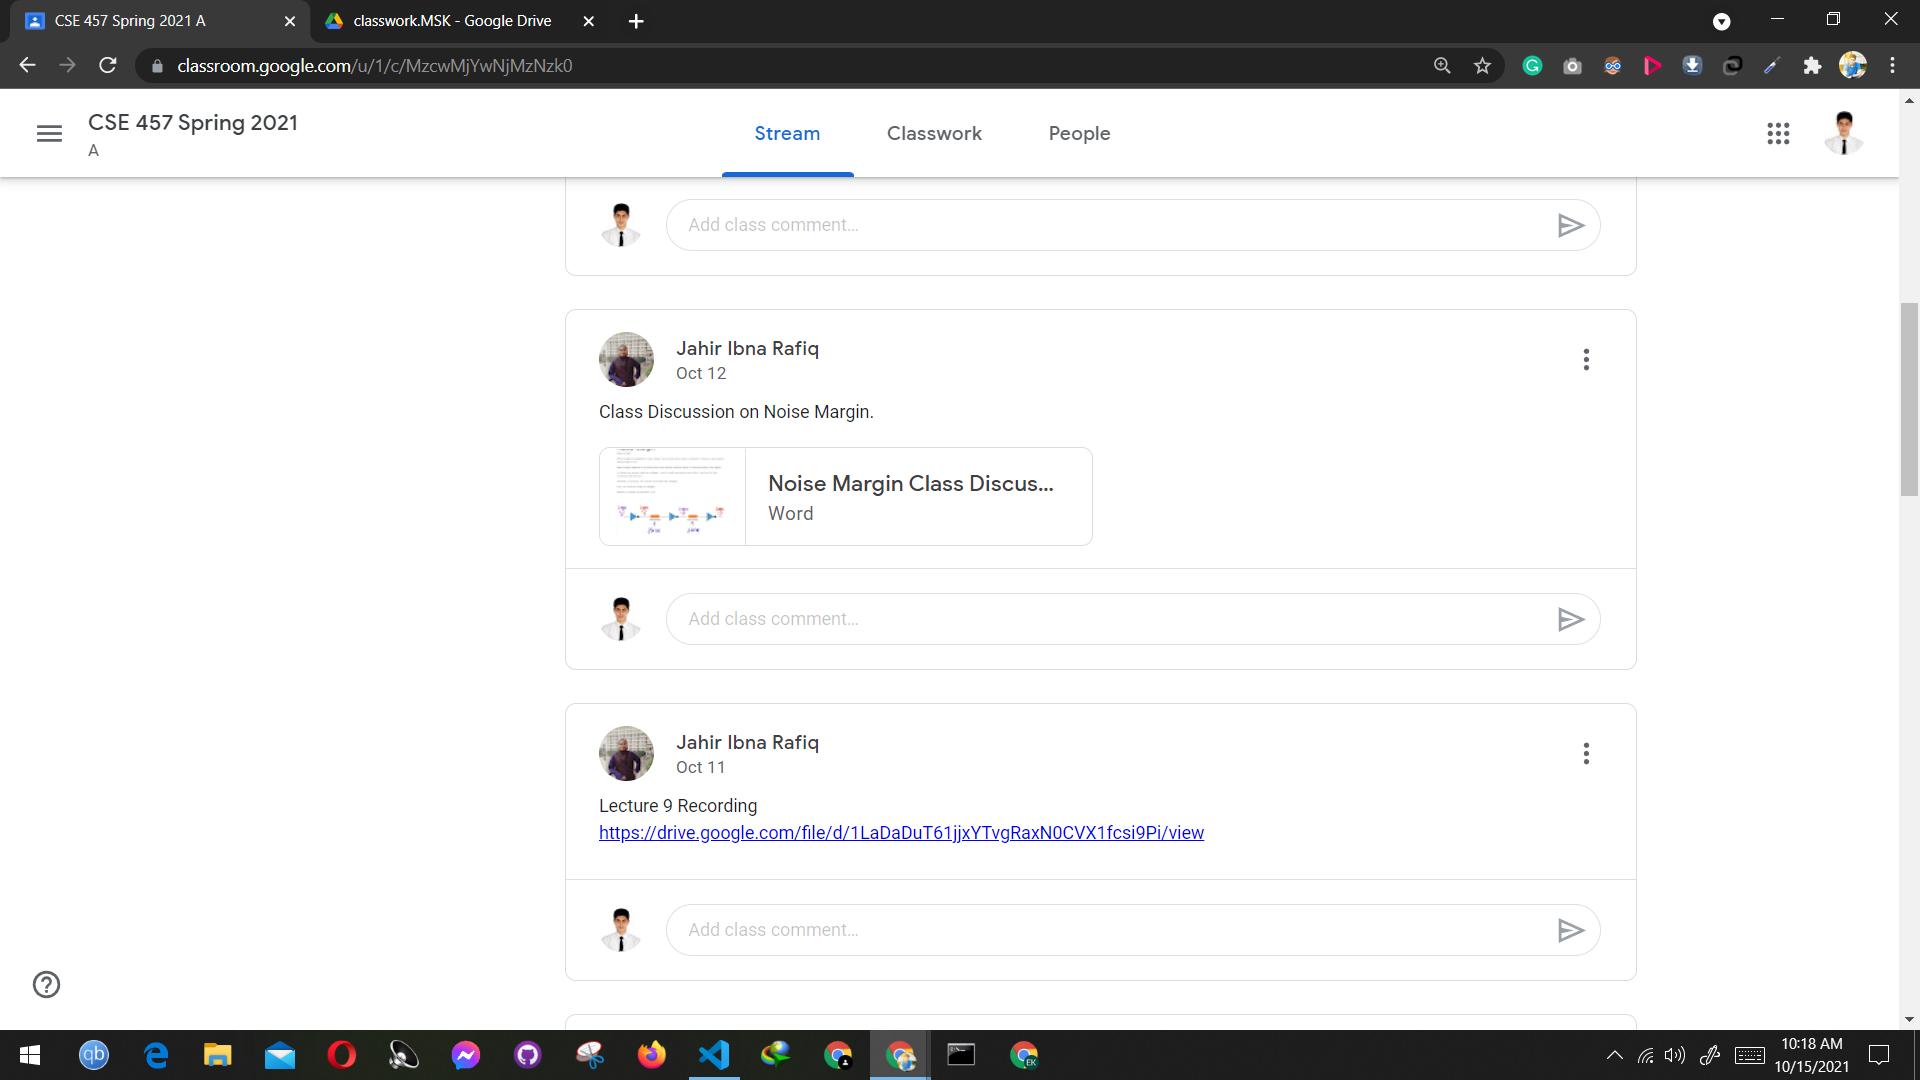 CSE 457 Spring 2021 A
classwork.MSK - Google Drive
classroom.google.com/u/1/c/MzcwMjYwNjMzNzk0
CSE 457 Spring 2021
A
Stream
Classwork
People
Add class comment...
Jahir Ibna Rafiq
Oct 12
Class Discussion on Noise Margin.
Noise Margin Class Discus...
Word
Add class comment...
Jahir Ibna Rafiq
Oct 11
Lecture 9 Recording
https://drive.google.com/file/d/1LaDaDuT61jjxYTvgRaxN0CVX1fcsi9Pi/view
Add class comment...
qb
EK
10:18 AM
10/15/2021